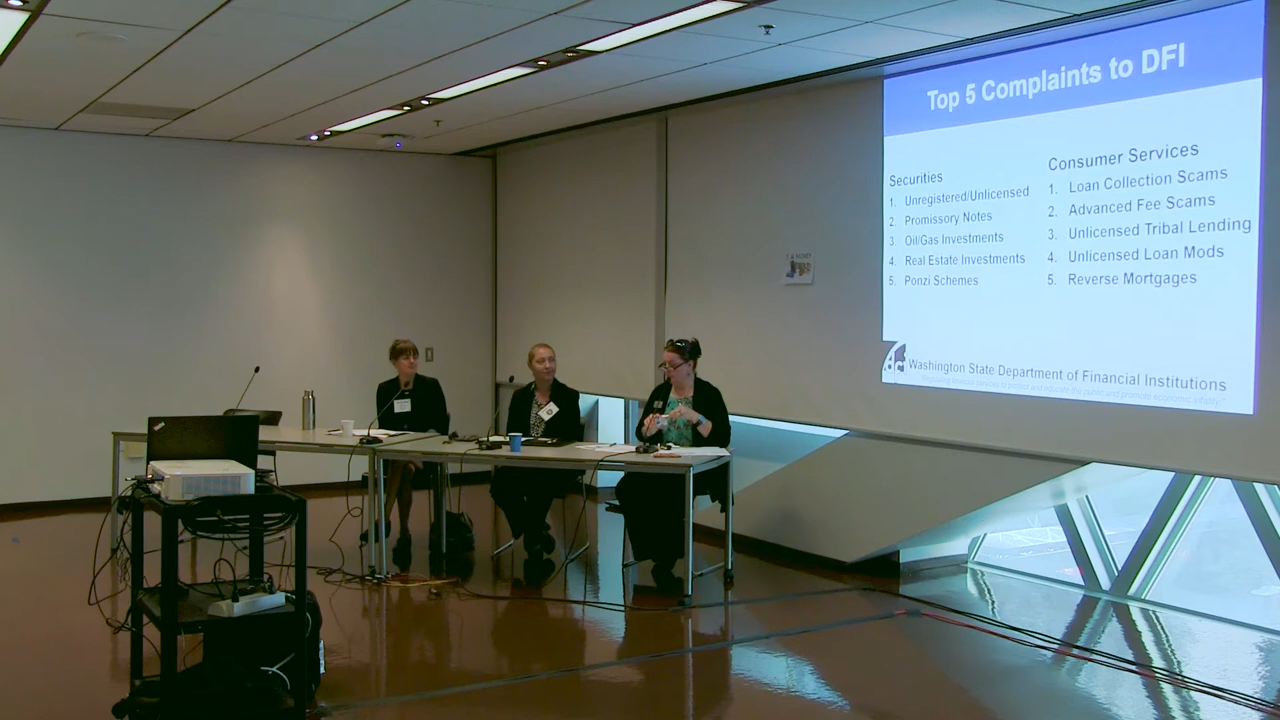 Top 5 Complaints to DFI
Securities
1. Unregistered/Unlicensed
2. Promissory Notes
3. Oil/Gas Investments
4. Real Estate Investments
5. Ponzi Schemes
Consumer Services
1. Loan Collection Scams
2. Advanced Fee Scams
3. Unlicensed Tribal Lending
4. Unlicensed Loan Mods
5. Reverse Mortgages
Washington State Department of Financial Institutions